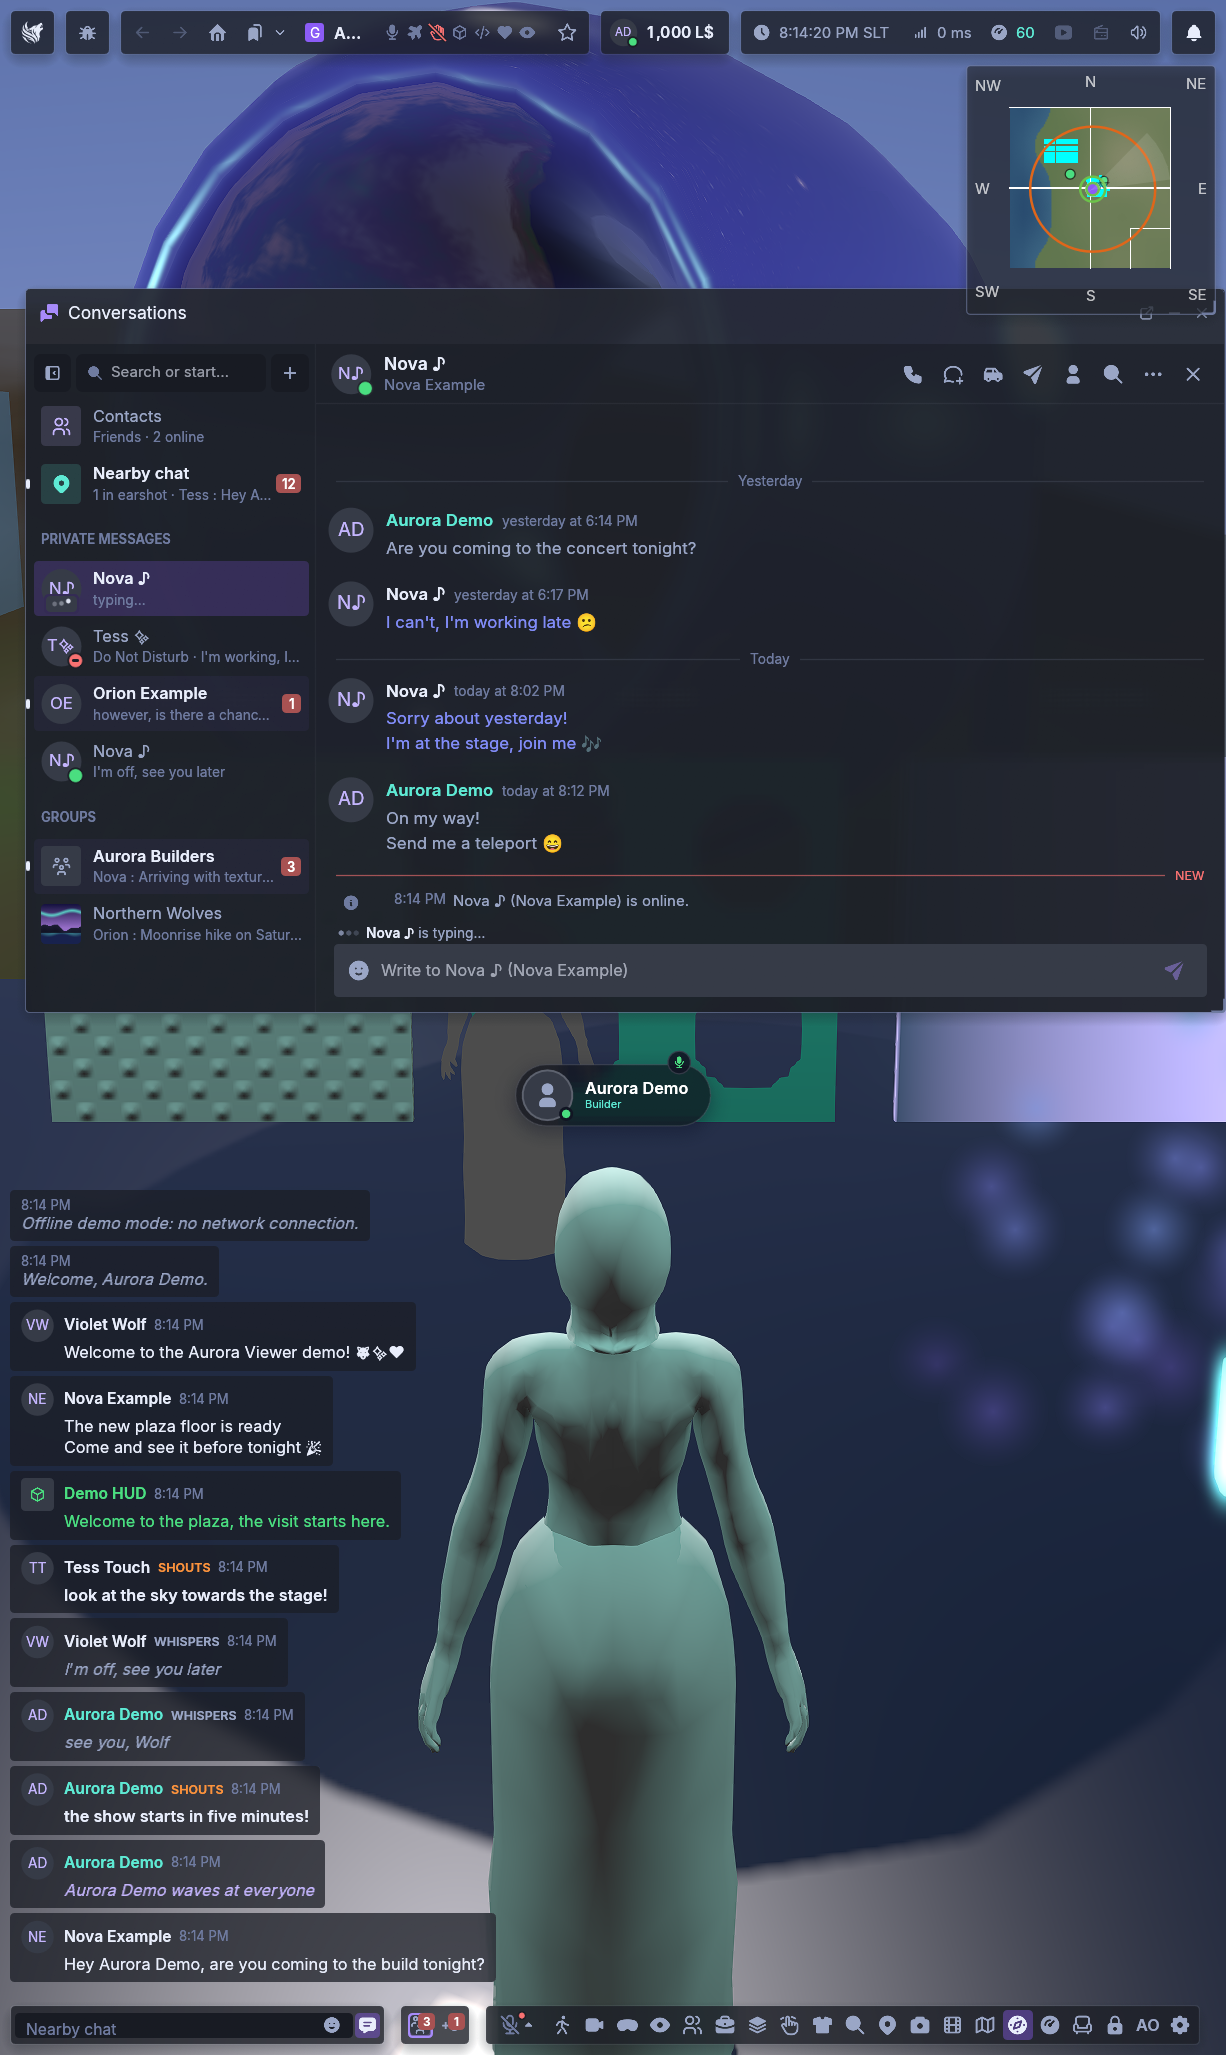 G A... AD 1,000 L$ 8:14:20 PM SLT 0 ms 60
NW N NE
W E
SW S SE
Conversations
Search or start...
Contacts
Friends · 2 online
Nearby chat
1 in earshot · Tess : Hey A... 12
PRIVATE MESSAGES
N♪ Nova ♪
typing...
T Tess
Do Not Disturb · I'm working, I...
OE Orion Example
however, is there a chanc... 1
N♪ Nova ♪
I'm off, see you later
GROUPS
Aurora Builders
Nova : Arriving with textur... 3
Northern Wolves
Orion : Moonrise hike on Satur...
N♪ Nova ♪
Nova Example
Yesterday
AD Aurora Demo yesterday at 6:14 PM
Are you coming to the concert tonight?
N♪ Nova ♪ yesterday at 6:17 PM
I can't, I'm working late 😕
Today
N♪ Nova ♪ today at 8:02 PM
Sorry about yesterday!
I'm at the stage, join me 🎶
AD Aurora Demo today at 8:12 PM
On my way!
Send me a teleport 😄
NEW
8:14 PM Nova ♪ (Nova Example) is online.
Nova ♪ is typing...
Write to Nova ♪ (Nova Example)
Aurora Demo
Builder
8:14 PM
Offline demo mode: no network connection.
8:14 PM
Welcome, Aurora Demo.
VW Violet Wolf 8:14 PM
Welcome to the Aurora Viewer demo! 🐺✨❤
NE Nova Example 8:14 PM
The new plaza floor is ready
Come and see it before tonight 🎉
Demo HUD 8:14 PM
Welcome to the plaza, the visit starts here.
TT Tess Touch SHOUTS 8:14 PM
look at the sky towards the stage!
VW Violet Wolf WHISPERS 8:14 PM
I'm off, see you later
AD Aurora Demo WHISPERS 8:14 PM
see you, Wolf
AD Aurora Demo SHOUTS 8:14 PM
the show starts in five minutes!
AD Aurora Demo 8:14 PM
Aurora Demo waves at everyone
NE Nova Example 8:14 PM
Hey Aurora Demo, are you coming to the build tonight?
Nearby chat 3 1 AO